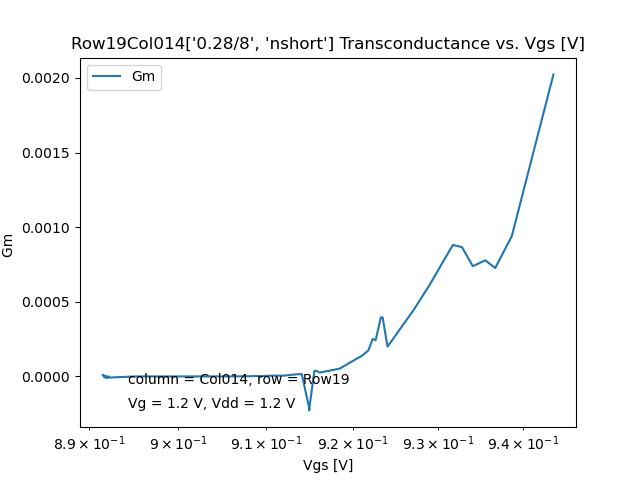 Row19Col014['0.28/8', 'nshort'] Transconductance vs. Vgs [V]
Gm
0.0020
0.0015
0.0010
0.0005
0.0000
Gm
column = Col014, row = Row19
Vg = 1.2 V, Vdd = 1.2 V
8.9 × 10⁻¹ 9 × 10⁻¹ 9.1 × 10⁻¹ 9.2 × 10⁻¹ 9.3 × 10⁻¹ 9.4 × 10⁻¹
Vgs [V]